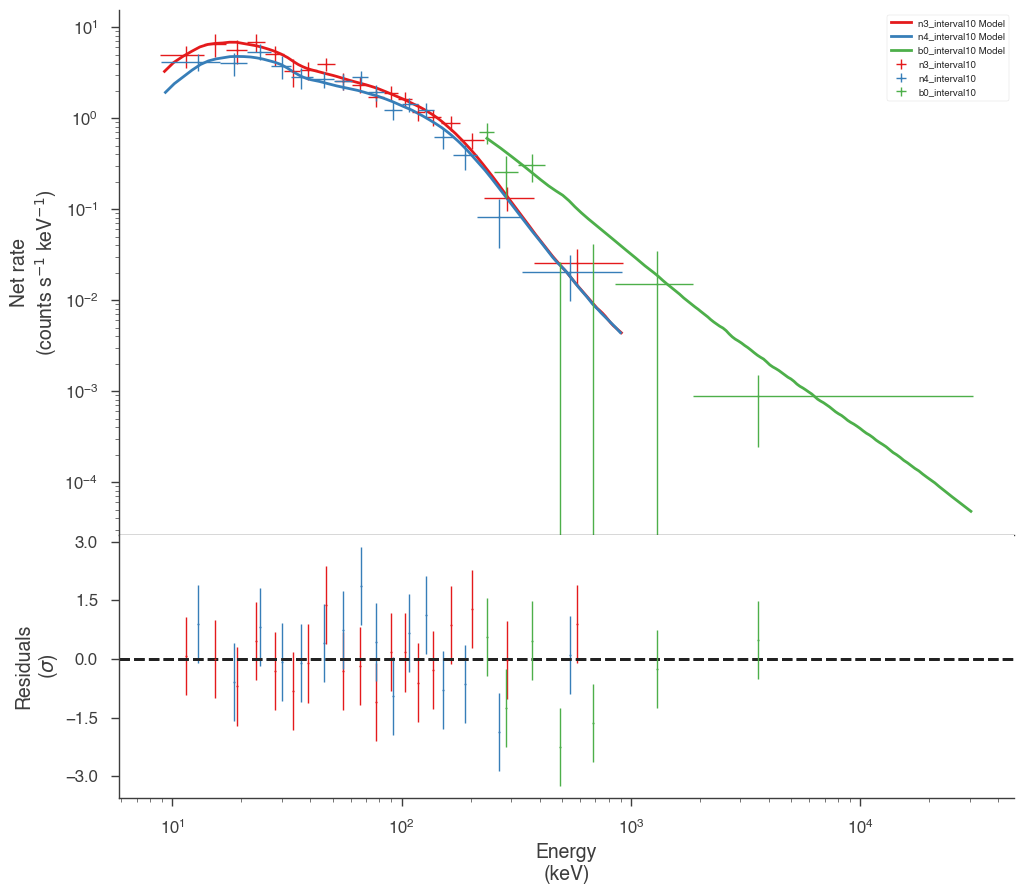 10^1
10^0
10^−1
10^−2
10^−3
10^−4
Net rate
(counts s^−1 keV^−1)
n3_interval10 Model
n4_interval10 Model
b0_interval10 Model
n3_interval10
n4_interval10
b0_interval10
3.0
1.5
0.0
−1.5
−3.0
Residuals
(σ)
10^1
10^2
10^3
10^4
Energy
(keV)